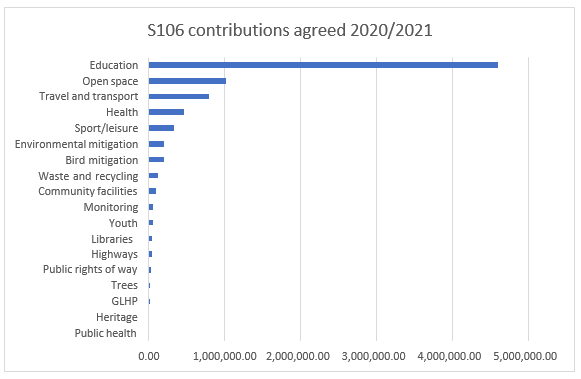 S106 contributions agreed 2020/2021
Education
Open space
Travel and transport
Health
Sport/leisure
Environmental mitigation
Bird mitigation
Waste and recycling
Community facilities
Monitoring
Youth
Libraries
Highways
Public rights of way
Trees
GLHP
Heritage
Public health
0.00 1,000,000.00 2,000,000.00 3,000,000.00 4,000,000.00 5,000,000.00